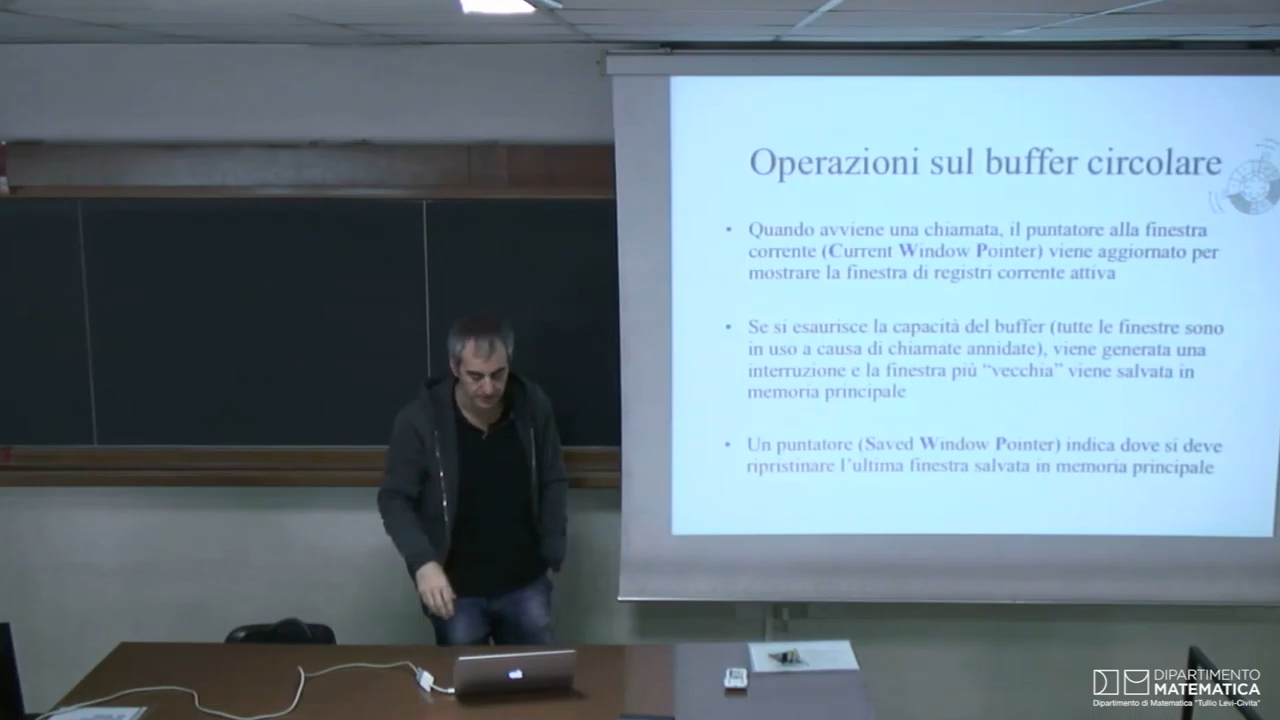 Operazioni sul buffer circolare
• Quando avviene una chiamata, il puntatore alla finestra
corrente (Current Window Pointer) viene aggiornato per
mostrare la finestra di registri corrente attiva
• Se si esaurisce la capacità del buffer (tutte le finestre sono
in uso a causa di chiamate annidate), viene generata una
interruzione e la finestra più “vecchia” viene salvata in
memoria principale
• Un puntatore (Saved Window Pointer) indica dove si deve
ripristinare l’ultima finestra salvata in memoria principale
DIPARTIMENTO
MATEMATICA
Dipartimento di Matematica "Tullio Levi-Civita"